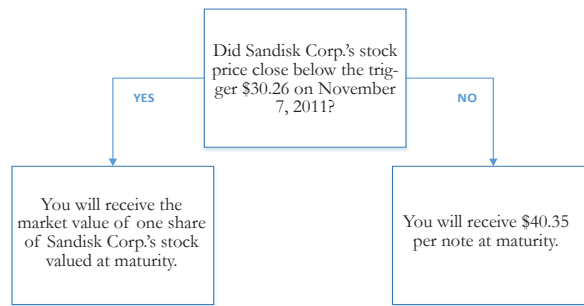 Did Sandisk Corp.'s stock
price close below the trig-
ger $30.26 on November
7, 2011?
YES
NO
You will receive the
market value of one share
of Sandisk Corp.'s stock
valued at maturity.
You will receive $40.35
per note at maturity.